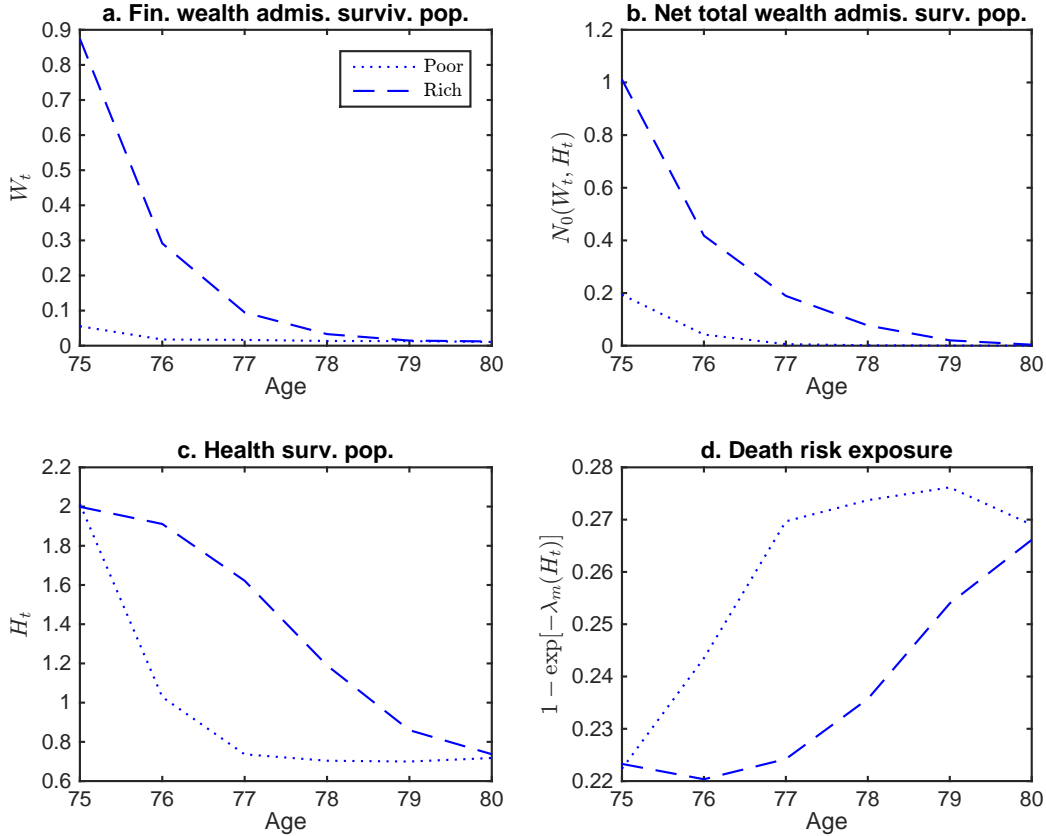 a. Fin. wealth admis. surviv. pop.
0.9
0.8
0.7
0.6
0.5
0.4
0.3
0.2
0.1
0
W_t
Poor
Rich
75 76 77 78 79 80
Age
b. Net total wealth admis. surv. pop.
1.2
1
0.8
0.6
0.4
0.2
0
N_0(W_t, H_t)
75 76 77 78 79 80
Age
c. Health surv. pop.
2.2
2
1.8
1.6
1.4
1.2
1
0.8
0.6
H_t
75 76 77 78 79 80
Age
d. Death risk exposure
0.28
0.27
0.26
0.25
0.24
0.23
0.22
1 − exp[−λ_m(H_t)]
75 76 77 78 79 80
Age